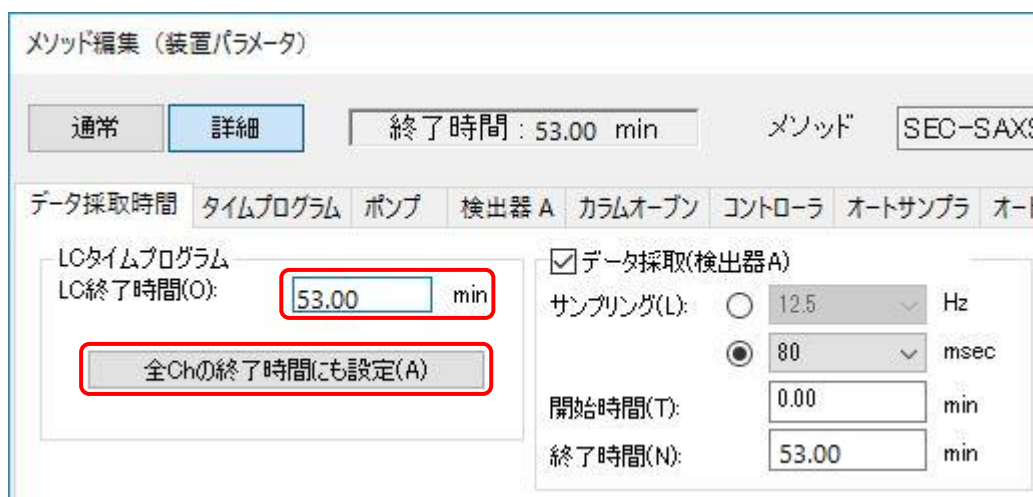 メソッド編集（装置パラメータ）
通常 詳細 終了時間 : 53.00 min メソッド SEC-SAXS
データ採取時間 タイムプログラム ポンプ 検出器 A カラムオーブン コントローラ オートサンプラ オート
LCタイムプログラム
LC終了時間(O): 53.00 min
全Chの終了時間にも設定(A)
データ採取(検出器A)
サンプリング(L): 12.5 Hz
80 msec
開始時間(T): 0.00 min
終了時間(N): 53.00 min